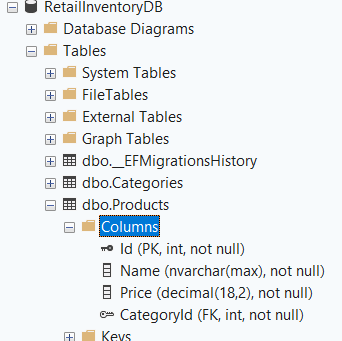 RetailInventoryDB
Database Diagrams
Tables
System Tables
FileTables
External Tables
Graph Tables
dbo.__EFMigrationsHistory
dbo.Categories
dbo.Products
Columns
Id (PK, int, not null)
Name (nvarchar(max), not null)
Price (decimal(18,2), not null)
CategoryId (FK, int, not null)
Keys